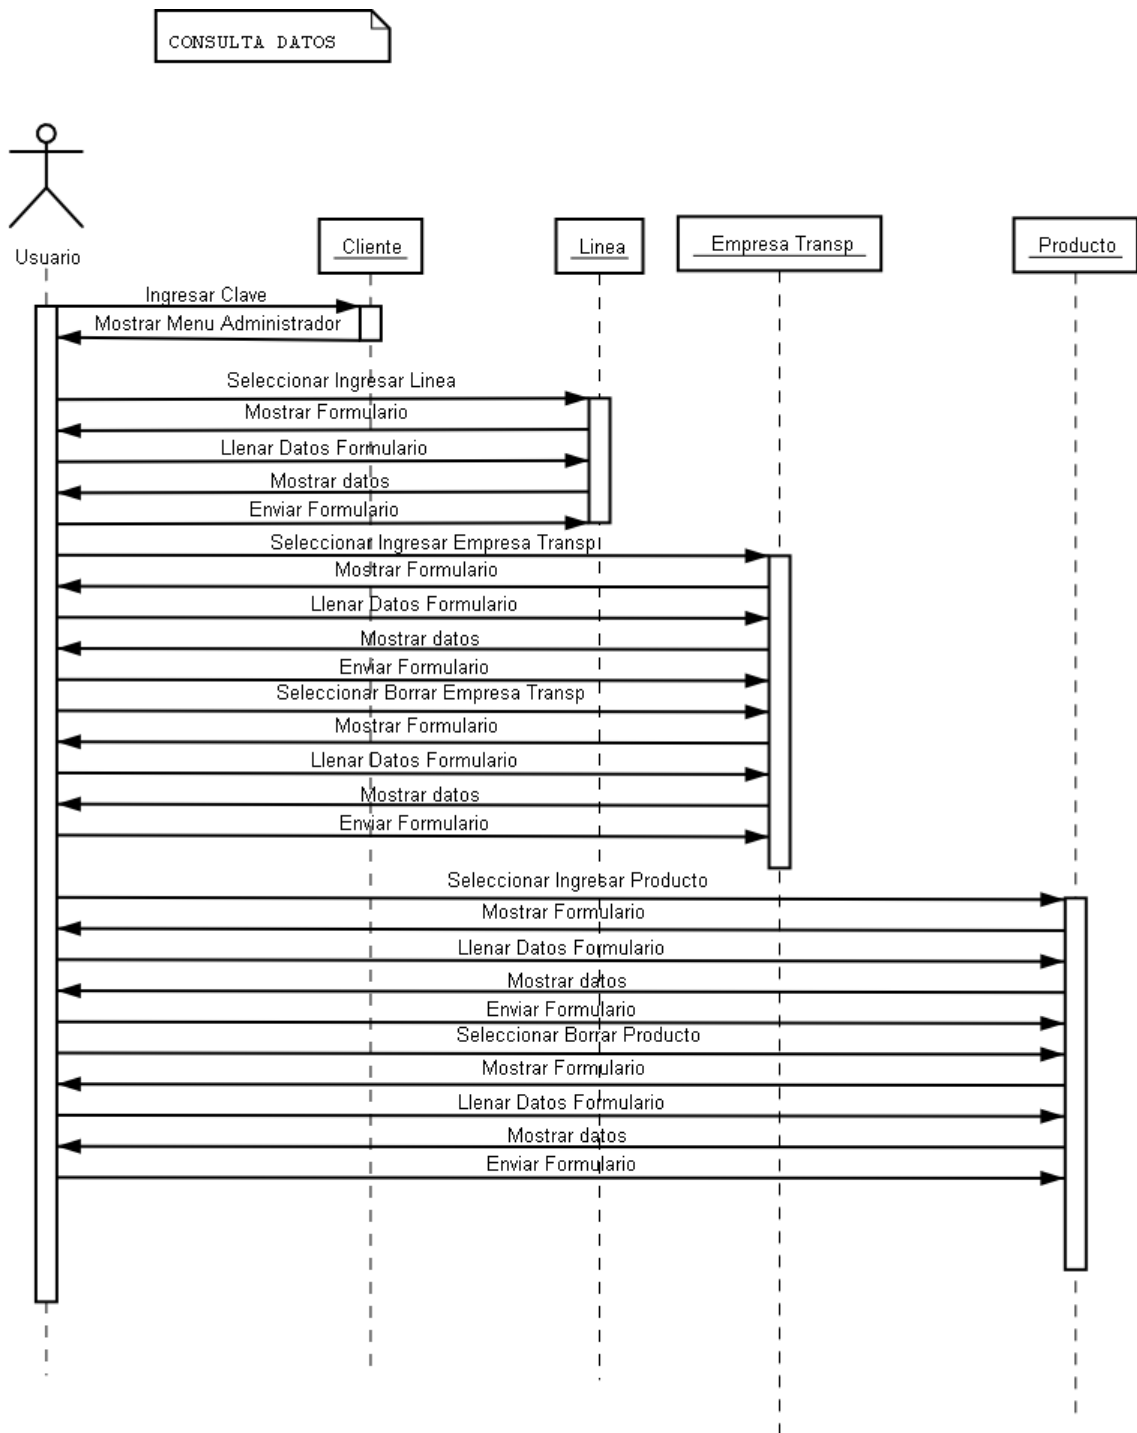 CONSULTA DATOS
Usuario
Cliente
Linea
Empresa Transp
Producto
Ingresar Clave
Mostrar Menu Administrador
Seleccionar Ingresar Linea
Mostrar Formulario
Llenar Datos Formulario
Mostrar datos
Enviar Formulario
Seleccionar Ingresar Empresa Transp
Mostrar Formulario
Llenar Datos Formulario
Mostrar datos
Enviar Formulario
Seleccionar Borrar Empresa Transp
Mostrar Formulario
Llenar Datos Formulario
Mostrar datos
Enviar Formulario
Seleccionar Ingresar Producto
Mostrar Formulario
Llenar Datos Formulario
Mostrar datos
Enviar Formulario
Seleccionar Borrar Producto
Mostrar Formulario
Llenar Datos Formulario
Mostrar datos
Enviar Formulario